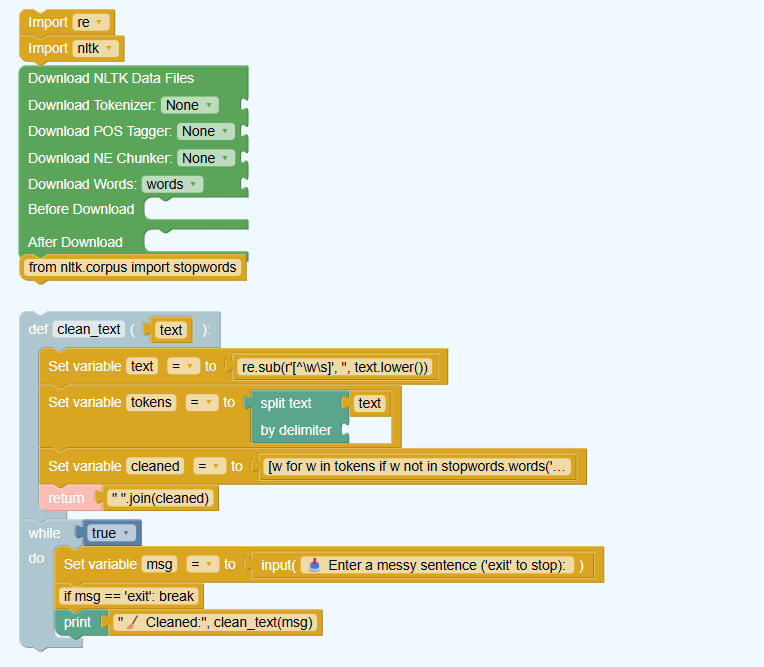 Import re
Import nltk
Download NLTK Data Files
Download Tokenizer: None
Download POS Tagger: None
Download NE Chunker: None
Download Words: words
Before Download
After Download
from nltk.corpus import stopwords
def clean_text ( text ):
Set variable text = to re.sub(r'[^\w\s]', '', text.lower())
Set variable tokens = to split text text
by delimiter
Set variable cleaned = to [w for w in tokens if w not in stopwords.words('...
return " ".join(cleaned)
while true
do Set variable msg = to input( 📥 Enter a messy sentence ('exit' to stop): )
if msg == 'exit': break
print "🧹 Cleaned:", clean_text(msg)